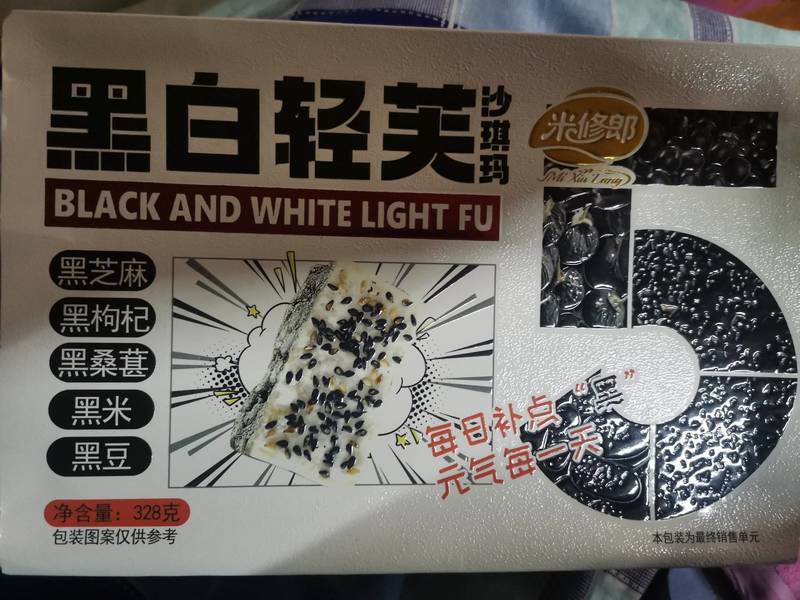 黑白轻芙
沙琪玛
米修郎
Mi Xiu Lang
BLACK AND WHITE LIGHT FU
黑芝麻
黑枸杞
黑桑葚
黑米
黑豆
每日补点“黑”
元气每一天
净含量：328克
包装图案仅供参考
本包装为最终销售单元